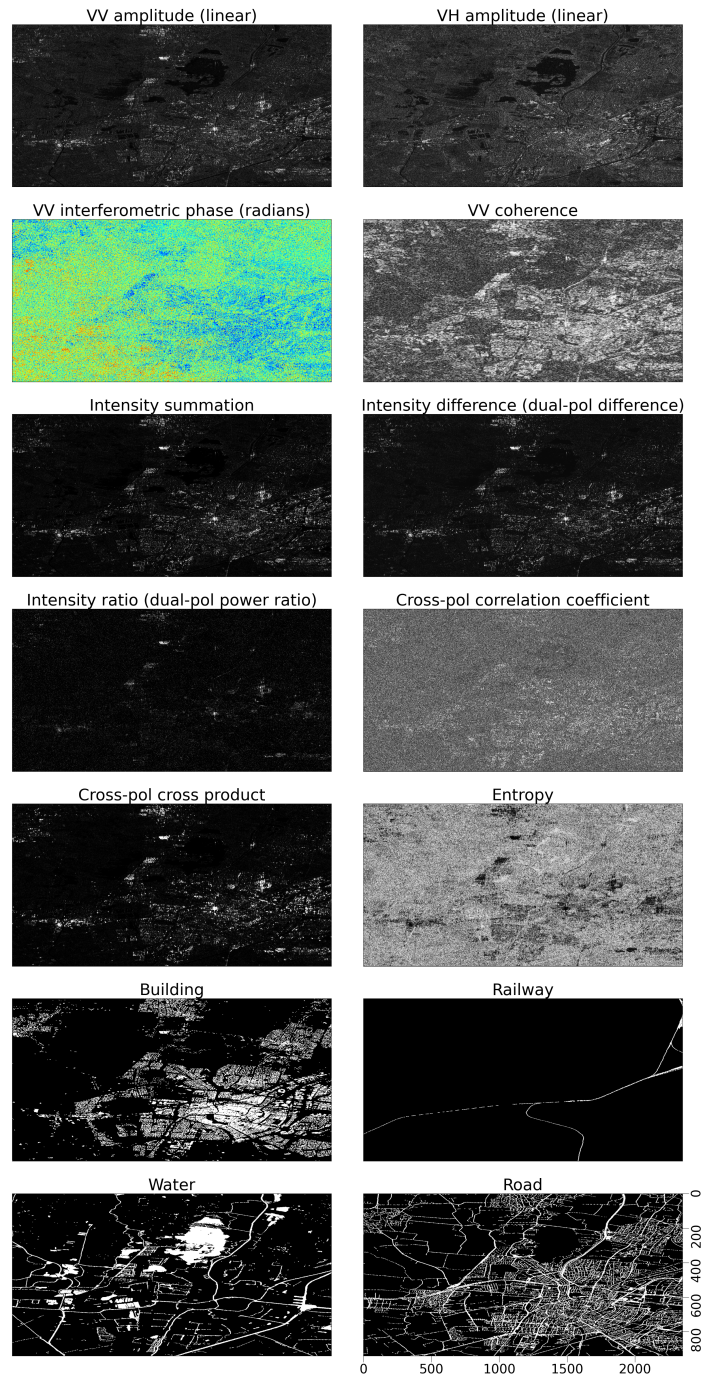 VV amplitude (linear)
VH amplitude (linear)
VV interferometric phase (radians)
VV coherence
Intensity summation
Intensity difference (dual-pol difference)
Intensity ratio (dual-pol power ratio)
Cross-pol correlation coefficient
Cross-pol cross product
Entropy
Building
Railway
Water
Road
0
200
400
600
800
0
500
1000
1500
2000